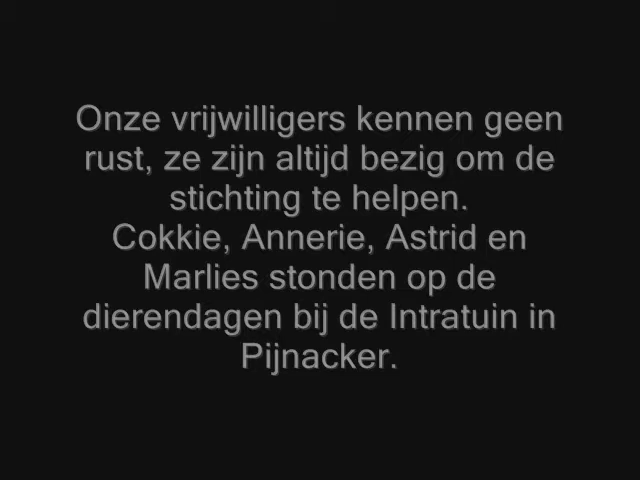 Onze vrijwilligers kennen geen
rust, ze zijn altijd bezig om de
stichting te helpen.
Cokkie, Annerie, Astrid en
Marlies stonden op de
dierendagen bij de Intratuin in
Pijnacker.